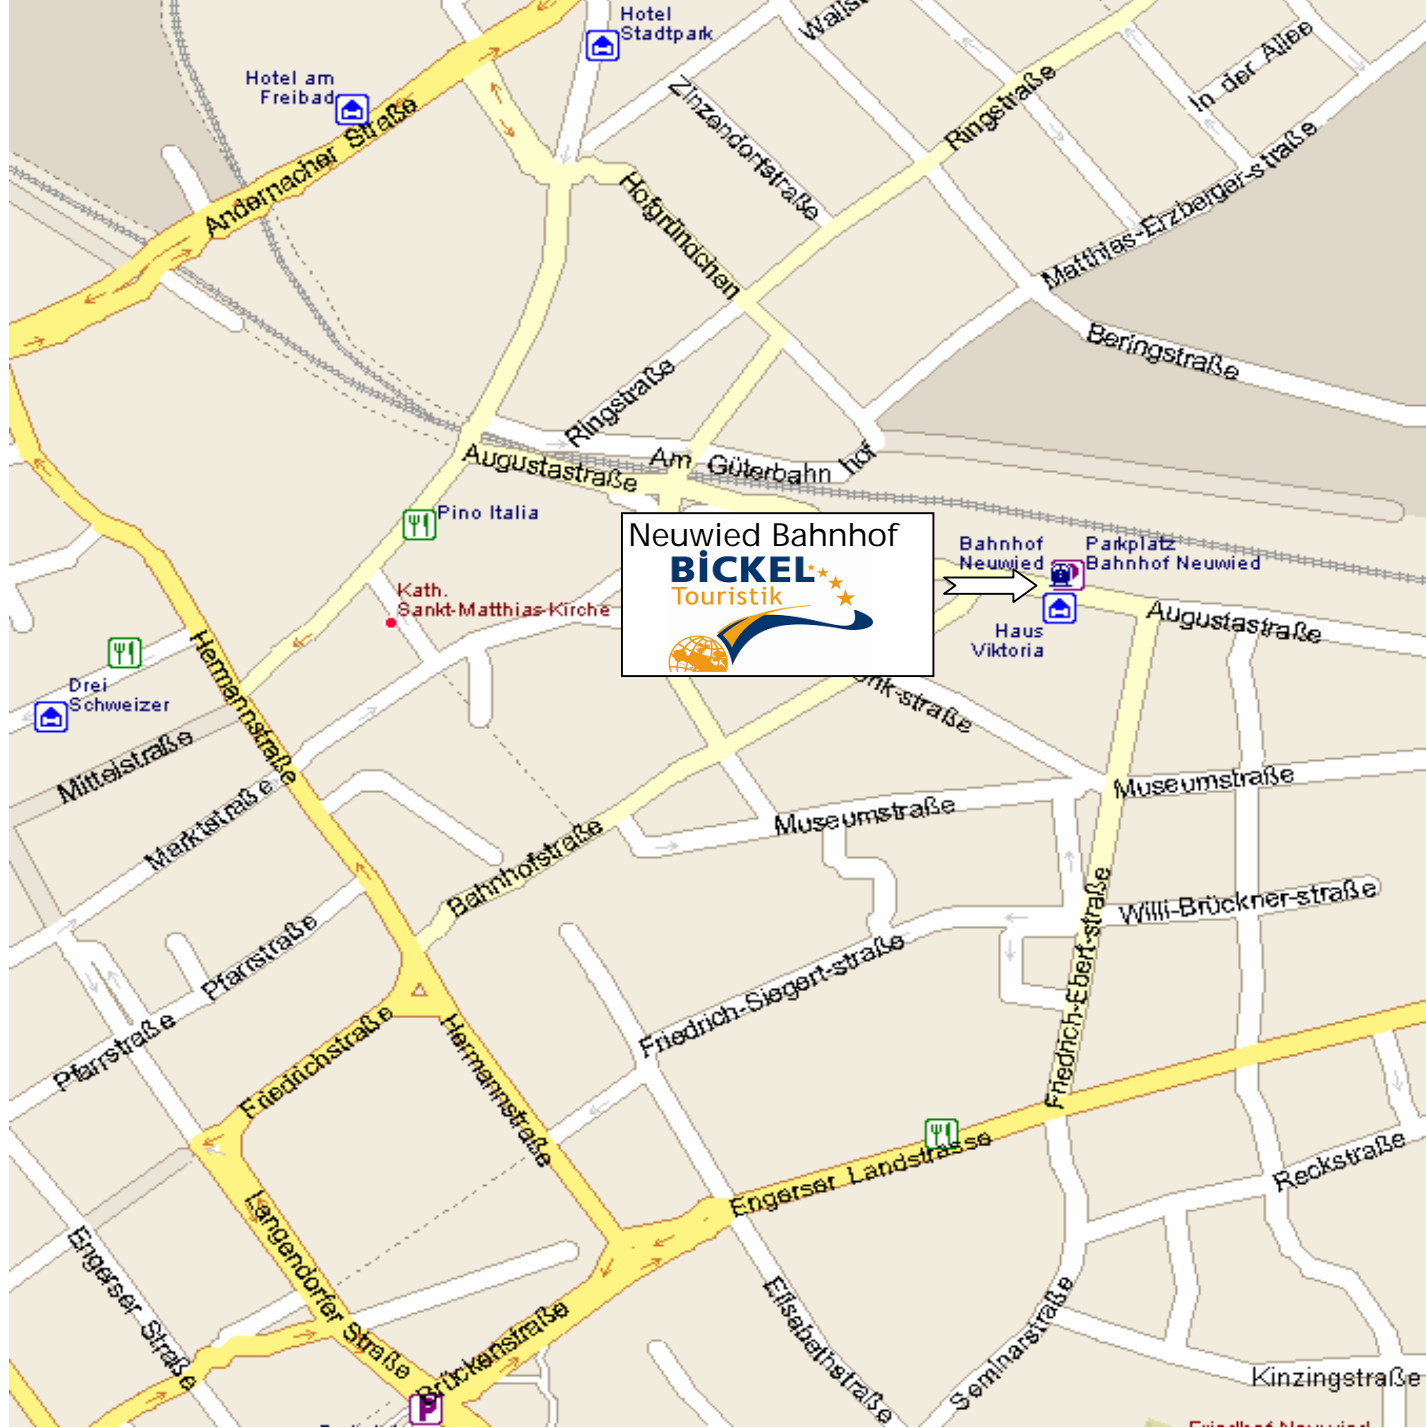 Hotel
Stadtpark
Hotel am
Freibad
Andernacher Straße
Zinzendorfstraße
Ringstraße
In der Allee
Hofgründchen
Matthias-Erzberger-straße
Beringstraße
Ringstraße
Am Güterbahn hof
Augustastraße
Pino Italia
Neuwied Bahnhof
BiCKEL
Touristik
Bahnhof
Neuwied
Parkplatz
Bahnhof Neuwied
Haus
Viktoria
Augustastraße
Kath.
Sankt-Matthias-Kirche
Drei
Schweizer
Hermannstraße
Mittelstraße
Marktstraße
Museumstraße
Museumstraße
Bahnhofstraße
Willi-Brückner-straße
Pfarrstraße
Pfarrstraße
Friedrich-Siegert-straße
Friedrich-Ebert-straße
Friedrichstraße
Hermannstraße
Engerser Landstrasse
Reckstraße
Langendorfer Straße
Engerser Straße
Brückenstraße
Elisabethstraße
Seminarstraße
Kinzingstraße
P